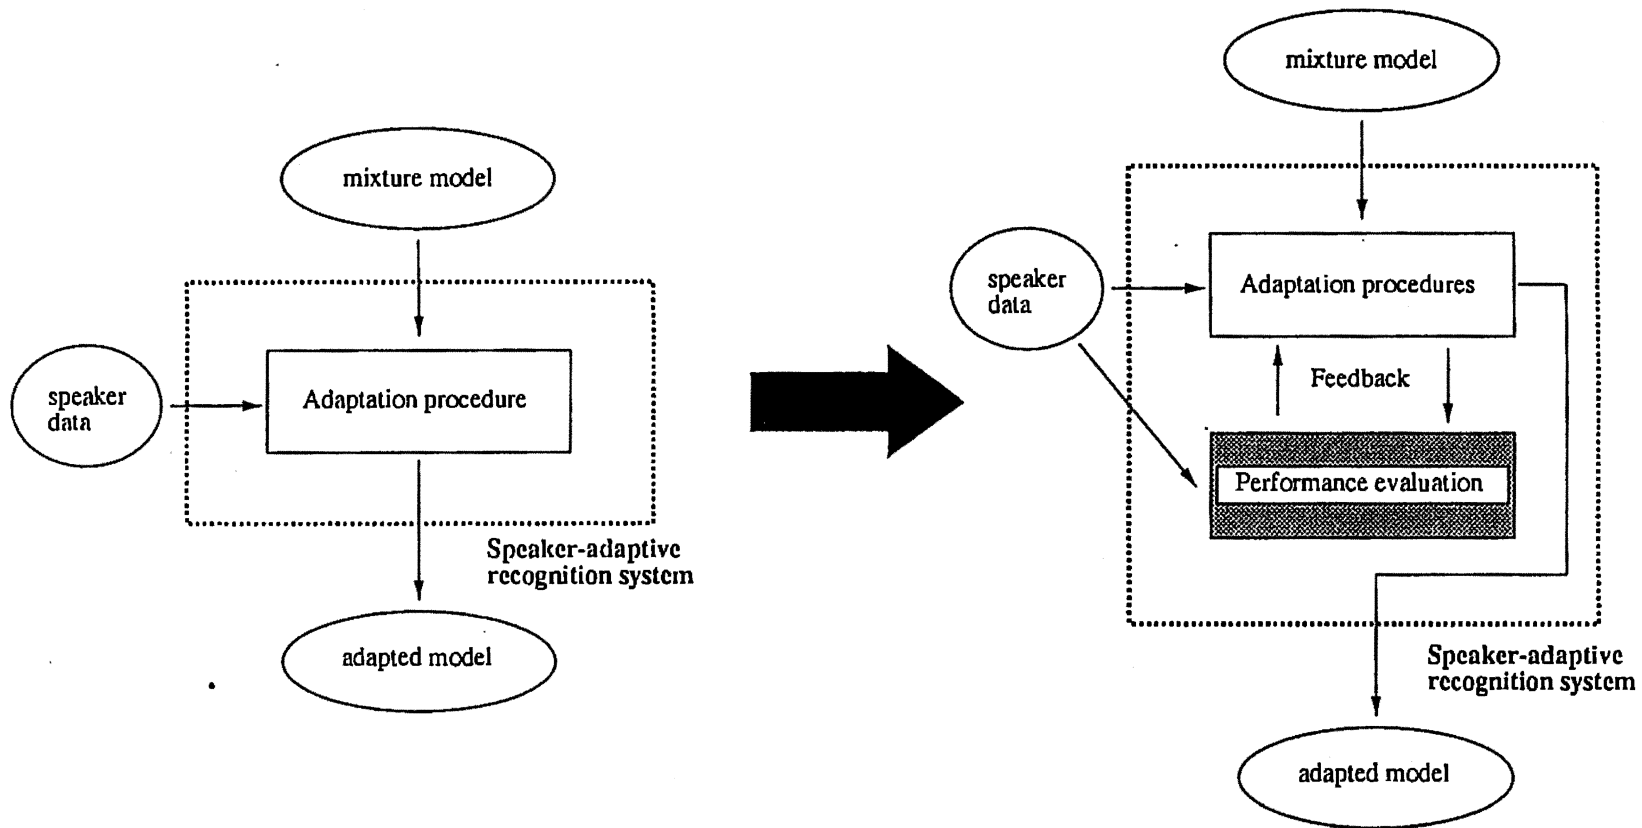 mixture model
speaker
data
Adaptation procedure
Speaker-adaptive
recognition system
adapted model
mixture model
speaker
data
Adaptation procedures
Feedback
Performance evaluation
Speaker-adaptive
recognition system
adapted model